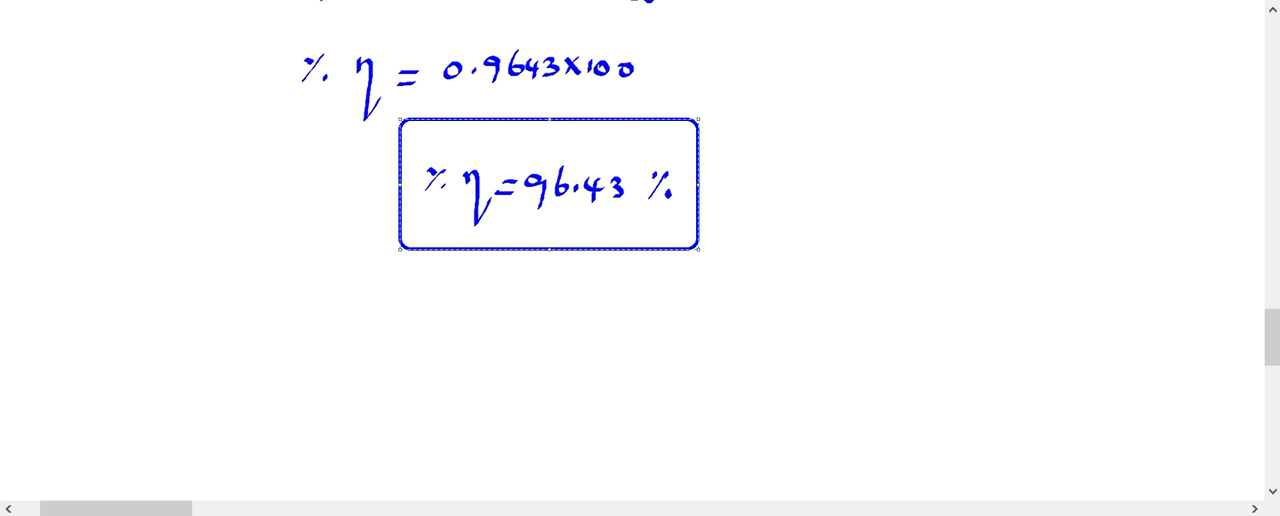 % η = 0.9643×100
% η = 96.43 %